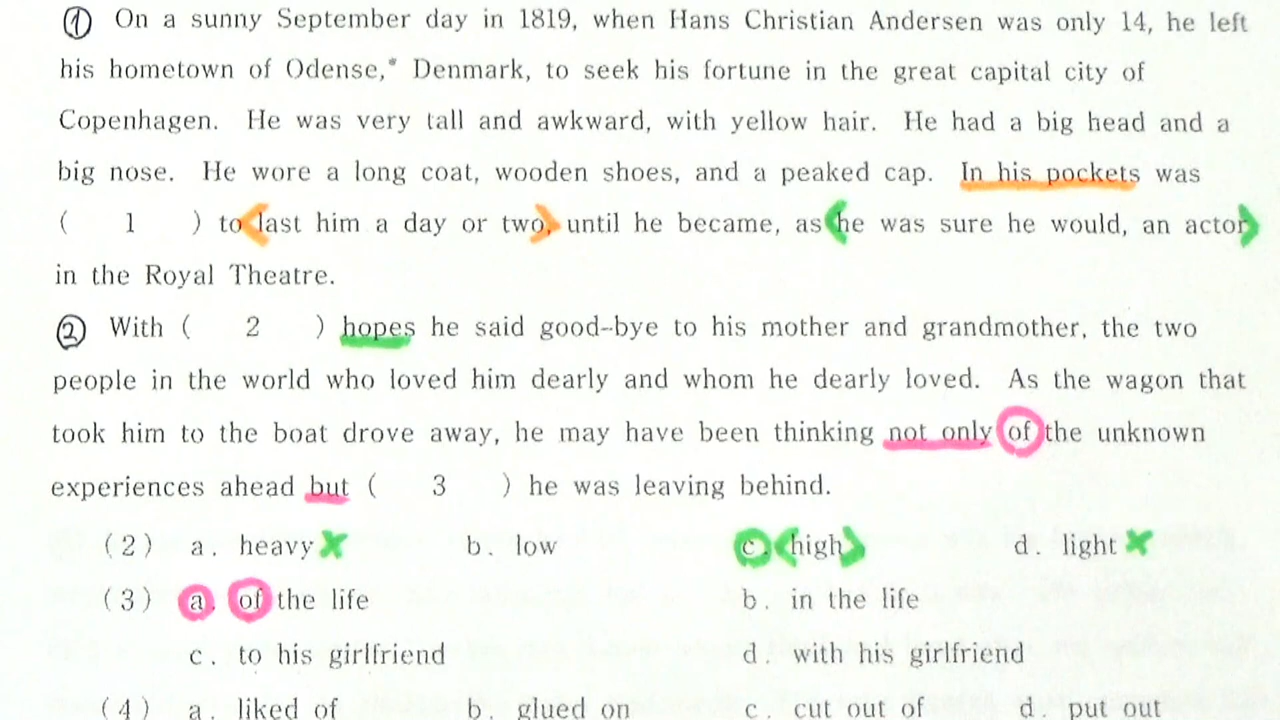 ① On a sunny September day in 1819, when Hans Christian Andersen was only 14, he left
his hometown of Odense,* Denmark, to seek his fortune in the great capital city of
Copenhagen. He was very tall and awkward, with yellow hair. He had a big head and a
big nose. He wore a long coat, wooden shoes, and a peaked cap. In his pockets was
( 1 ) to last him a day or two, until he became, as he was sure he would, an actor
in the Royal Theatre.
② With ( 2 ) hopes he said good-bye to his mother and grandmother, the two
people in the world who loved him dearly and whom he dearly loved. As the wagon that
took him to the boat drove away, he may have been thinking not only of the unknown
experiences ahead but ( 3 ) he was leaving behind.
(2) a. heavy b. low c. high d. light
(3) a. of the life b. in the life
c. to his girlfriend d. with his girlfriend
(4) a. liked of b. glued on c. cut out of d. put out